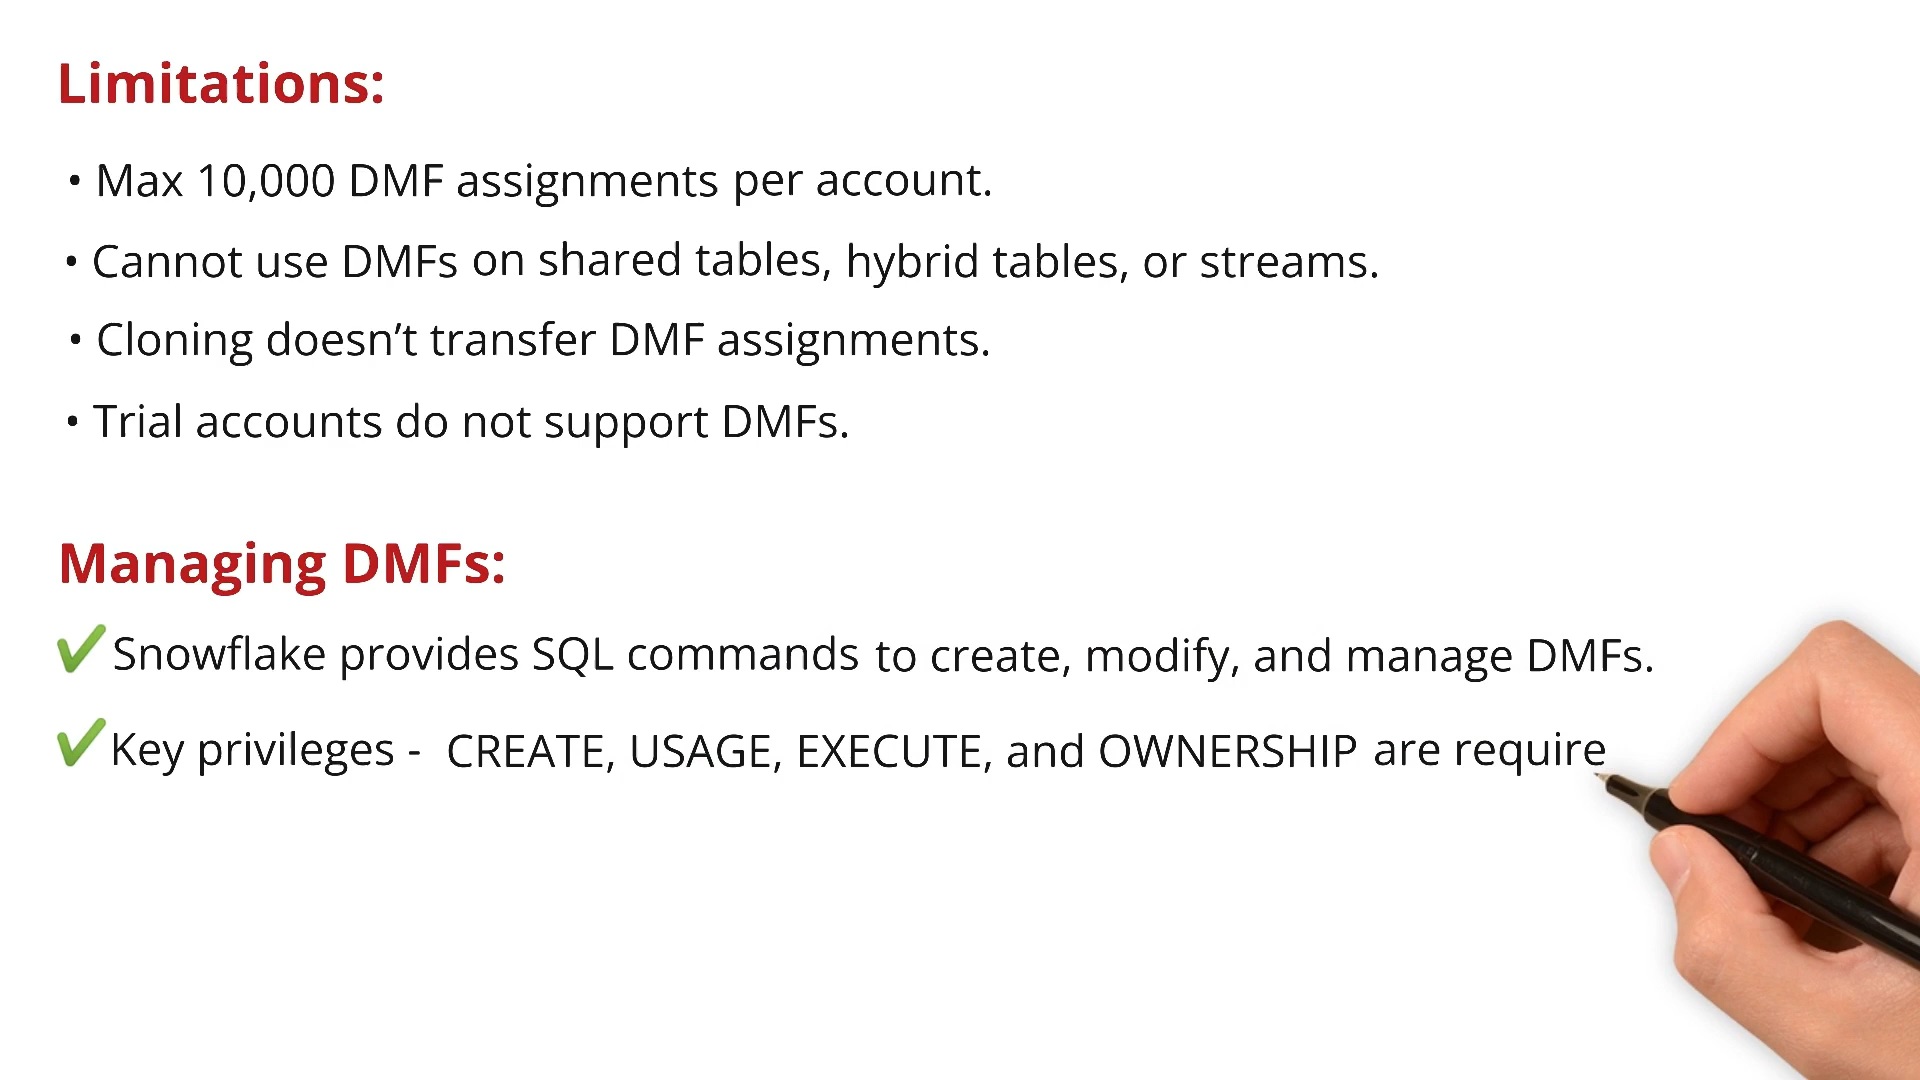 Limitations:
• Max 10,000 DMF assignments per account.
• Cannot use DMFs on shared tables, hybrid tables, or streams.
• Cloning doesn’t transfer DMF assignments.
• Trial accounts do not support DMFs.
Managing DMFs:
✔Snowflake provides SQL commands to create, modify, and manage DMFs.
✔Key privileges - CREATE, USAGE, EXECUTE, and OWNERSHIP are require